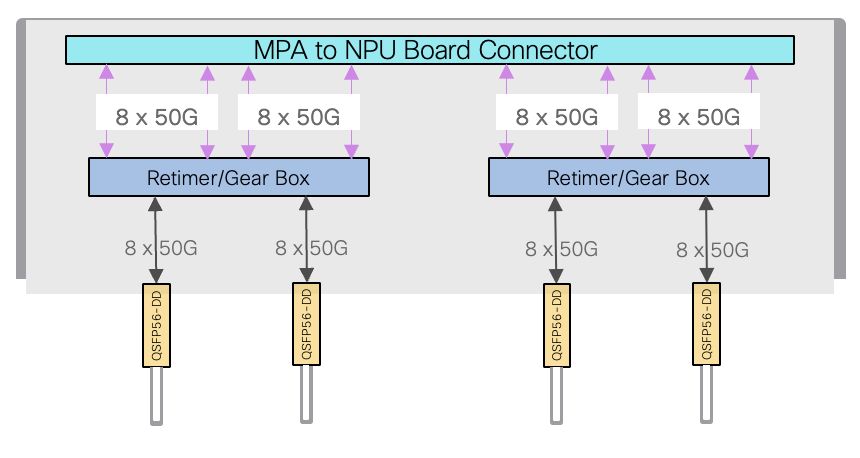 MPA to NPU Board Connector
8 x 50G
8 x 50G
8 x 50G
8 x 50G
Retimer/Gear Box
Retimer/Gear Box
8 x 50G
8 x 50G
8 x 50G
8 x 50G
QSFP56-DD
QSFP56-DD
QSFP56-DD
QSFP56-DD